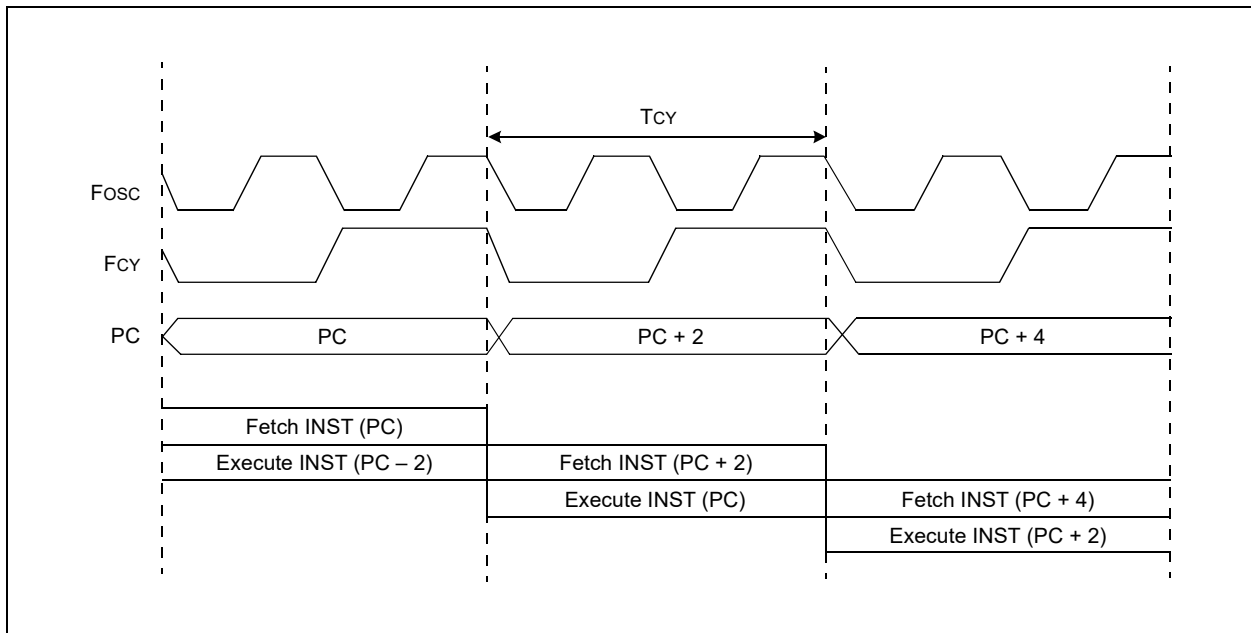 TCY
FOSC
FCY
PC PC PC + 2 PC + 4
Fetch INST (PC)
Execute INST (PC – 2) Fetch INST (PC + 2)
Execute INST (PC) Fetch INST (PC + 4)
Execute INST (PC + 2)